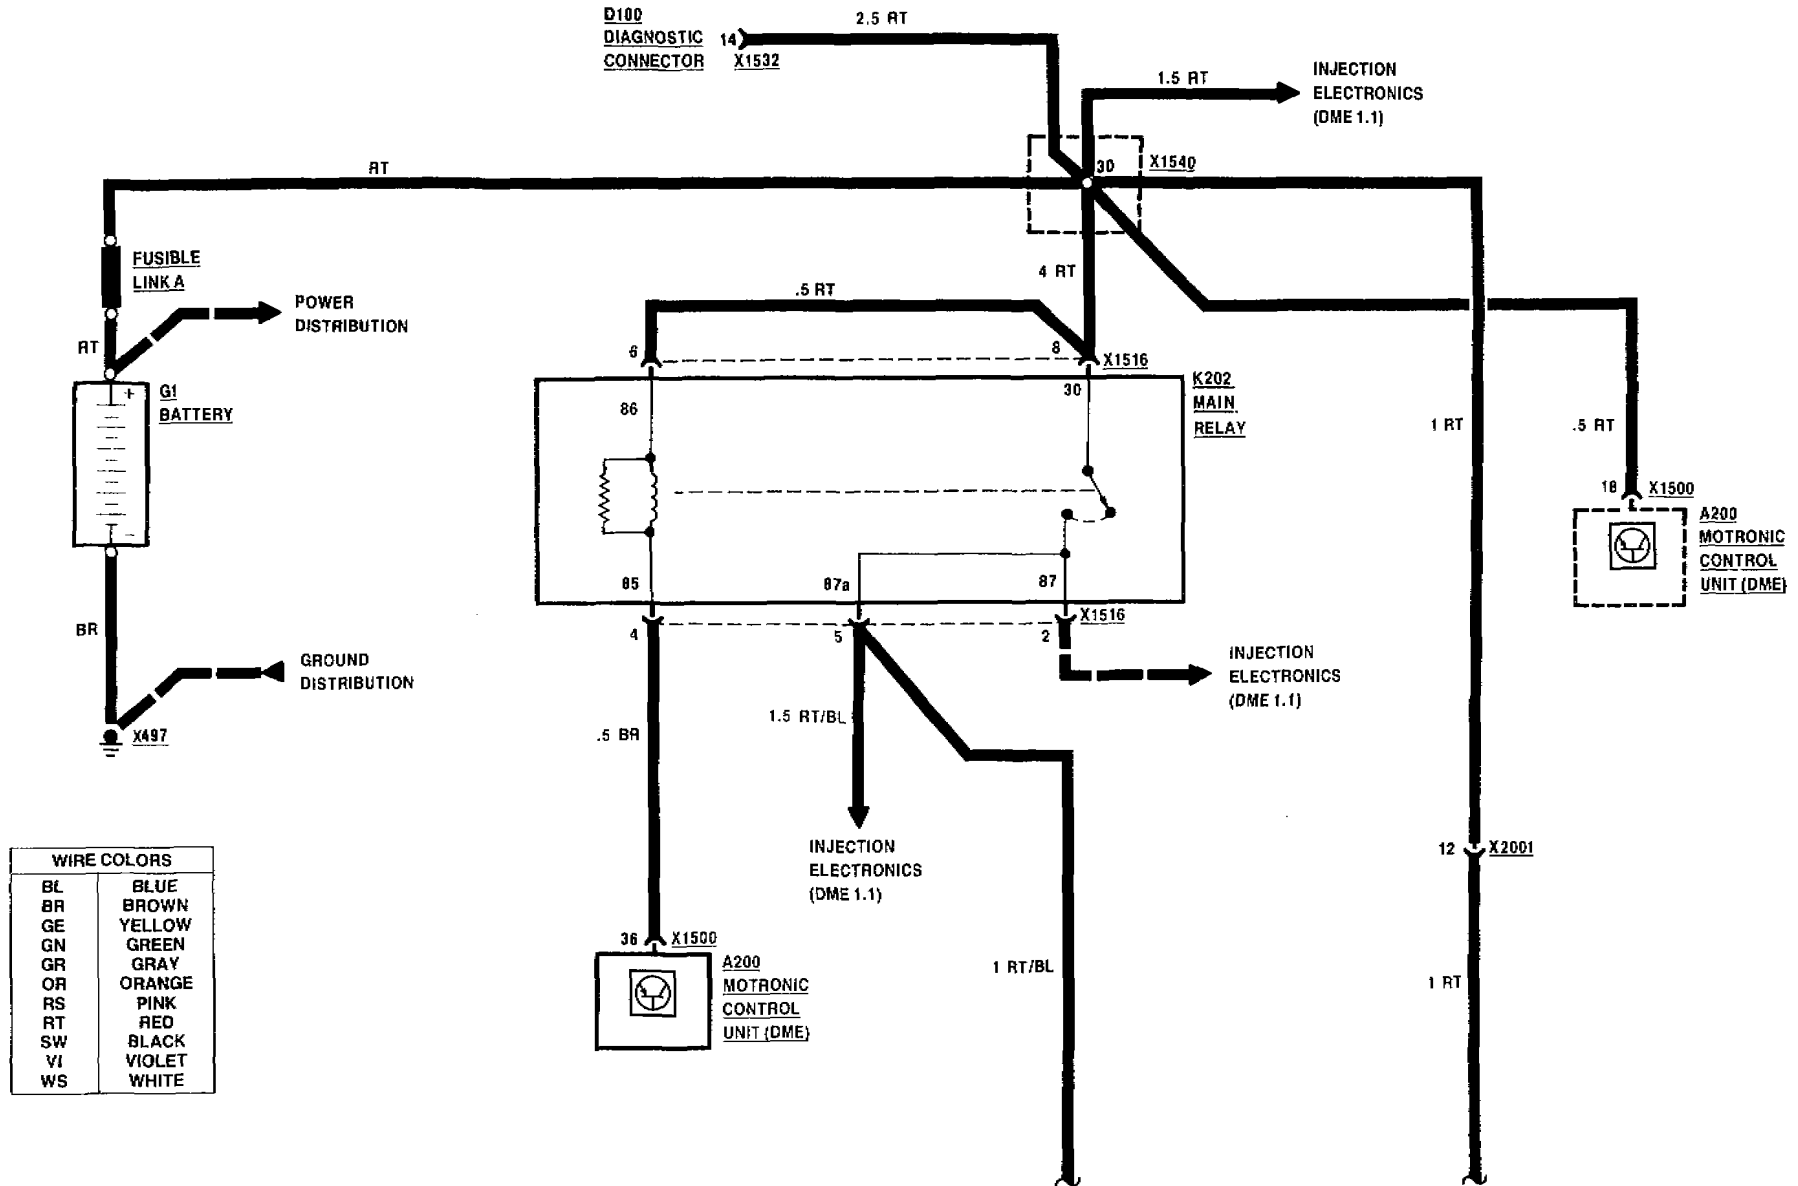 D100
DIAGNOSTIC
CONNECTOR
14
X1532
2.5 RT
1.5 RT
INJECTION
ELECTRONICS
(DME 1.1)
30
X1540
RT
FUSIBLE
LINK A
POWER
DISTRIBUTION
RT
G1
BATTERY
+
-
4 RT
.5 RT
6
8
X1516
K202
MAIN
RELAY
86
30
85
87a
87
4
5
2
X1516
1 RT
.5 RT
18
X1500
A200
MOTRONIC
CONTROL
UNIT (DME)
BR
GROUND
DISTRIBUTION
X497
INJECTION
ELECTRONICS
(DME 1.1)
.5 BR
1.5 RT/BL
INJECTION
ELECTRONICS
(DME 1.1)
12
X2001
36
X1500
A200
MOTRONIC
CONTROL
UNIT (DME)
1 RT/BL
1 RT
WIRE COLORS
BL BLUE
BR BROWN
GE YELLOW
GN GREEN
GR GRAY
OR ORANGE
RS PINK
RT RED
SW BLACK
VI VIOLET
WS WHITE